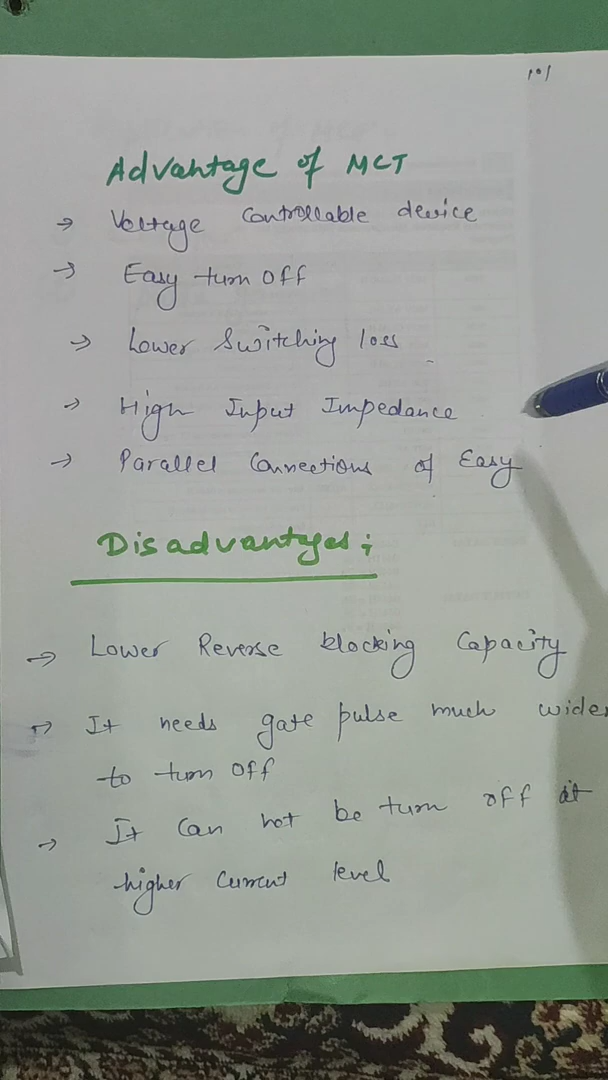 101
Advantage of MCT
→ Voltage Controllable device
→ Easy turn off
→ Lower Switching loss
→ High Input Impedance
→ Parallel Connections of Easy
Disadvantages;
→ Lower Reverse blocking Capacity
→ It needs gate pulse much wider
to turn off
→ It can not be turn off at
higher current level